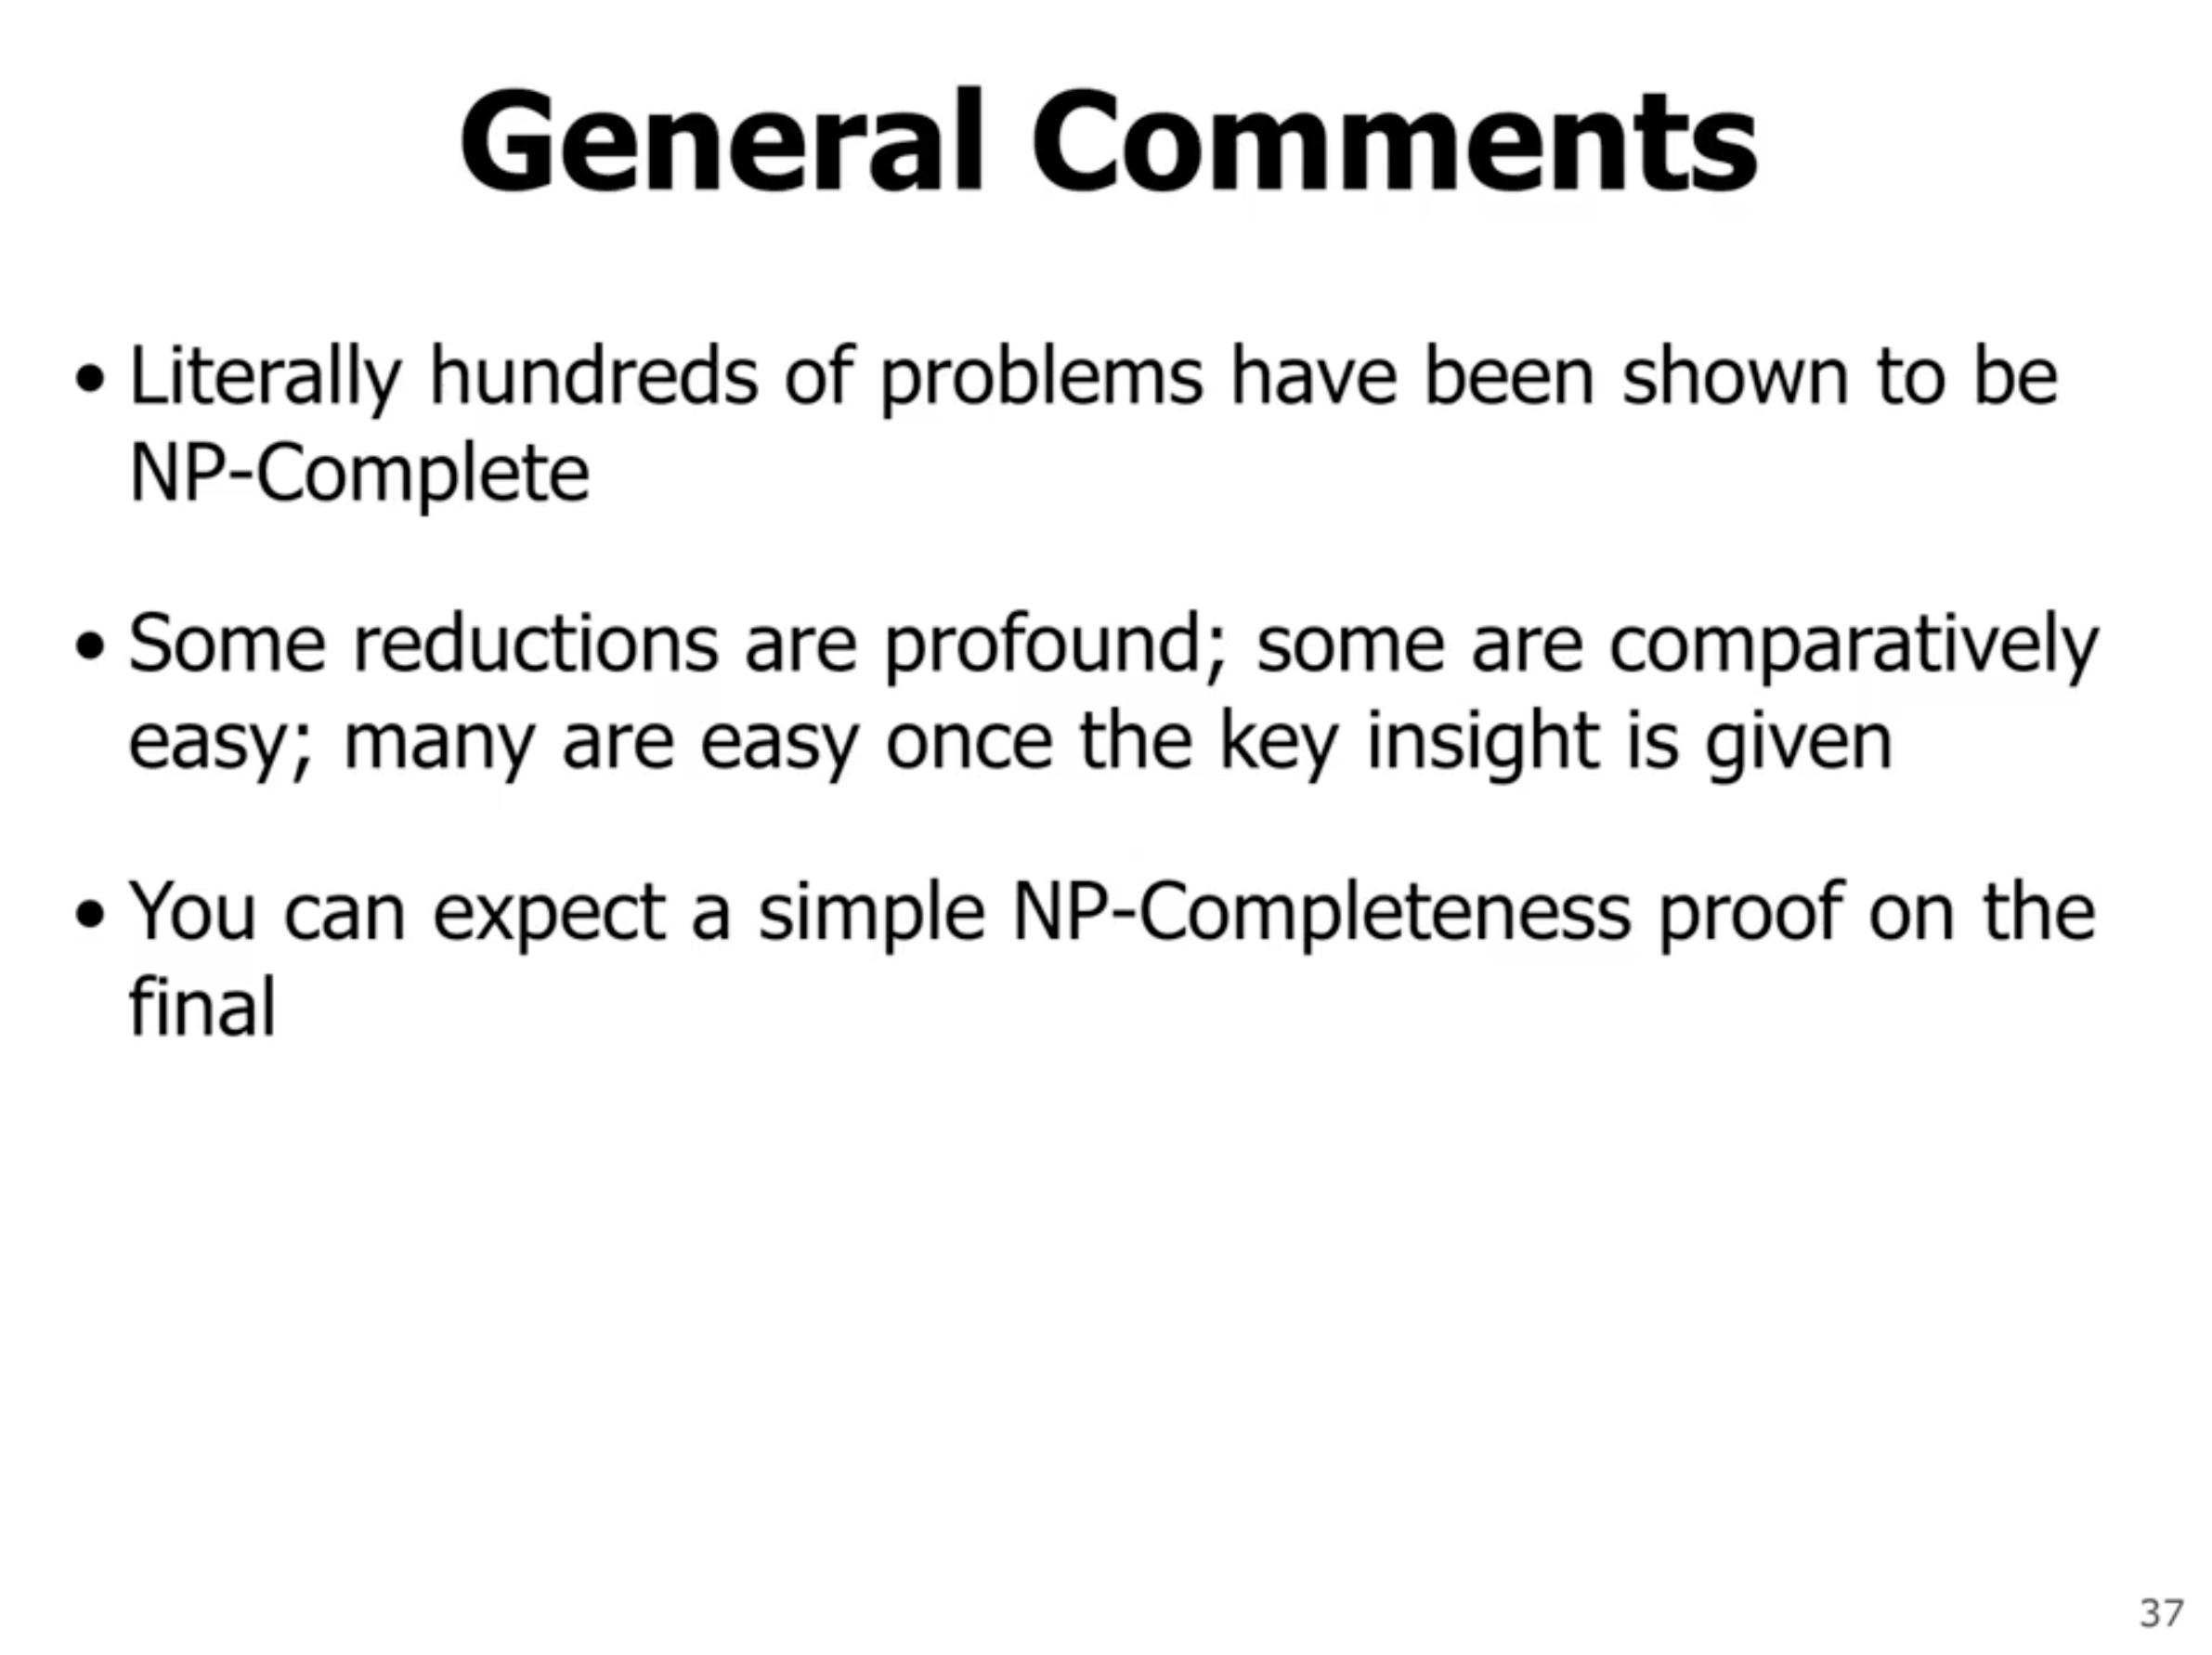 General Comments
• Literally hundreds of problems have been shown to be
NP-Complete
• Some reductions are profound; some are comparatively
easy; many are easy once the key insight is given
• You can expect a simple NP-Completeness proof on the
final
37